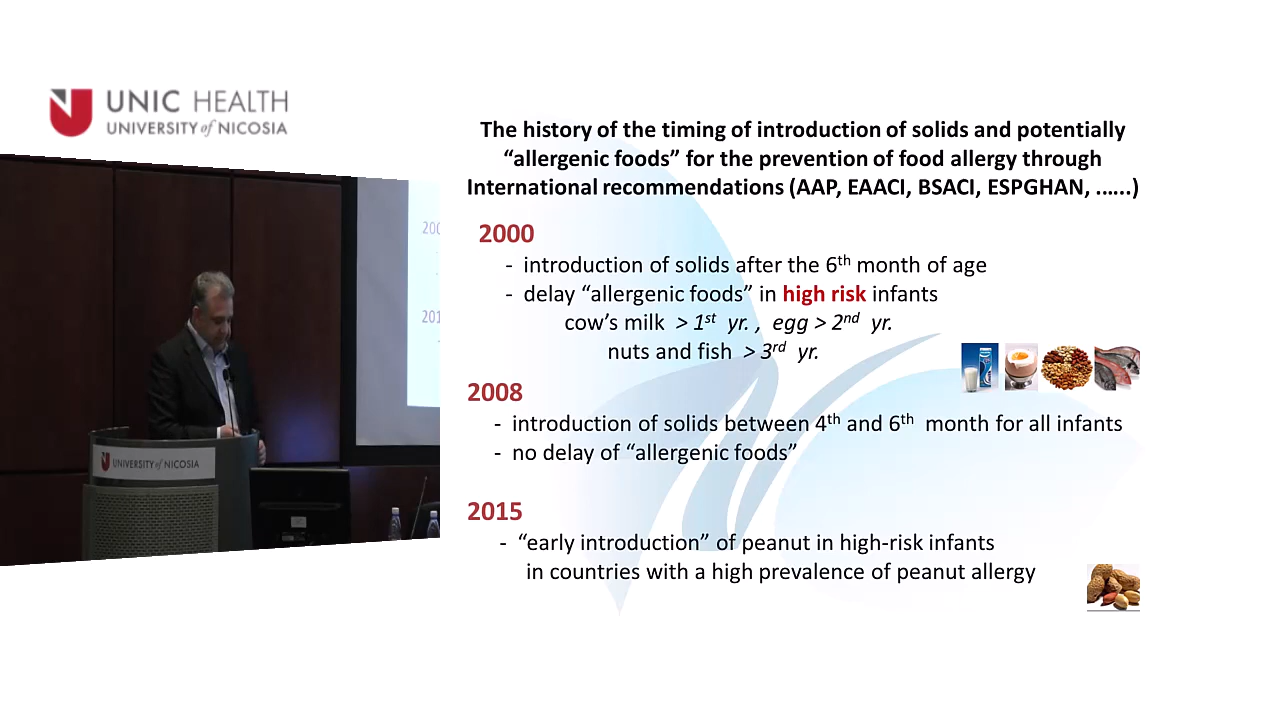 UNIC HEALTH
UNIVERSITY of NICOSIA
The history of the timing of introduction of solids and potentially
“allergenic foods” for the prevention of food allergy through
International recommendations (AAP, EAACI, BSACI, ESPGHAN, ......)
2000
- introduction of solids after the 6th month of age
- delay “allergenic foods” in high risk infants
cow’s milk > 1st yr. , egg > 2nd yr.
nuts and fish > 3rd yr.
2008
- introduction of solids between 4th and 6th month for all infants
- no delay of “allergenic foods”
2015
- “early introduction” of peanut in high-risk infants
in countries with a high prevalence of peanut allergy
UNIVERSITY of NICOSIA